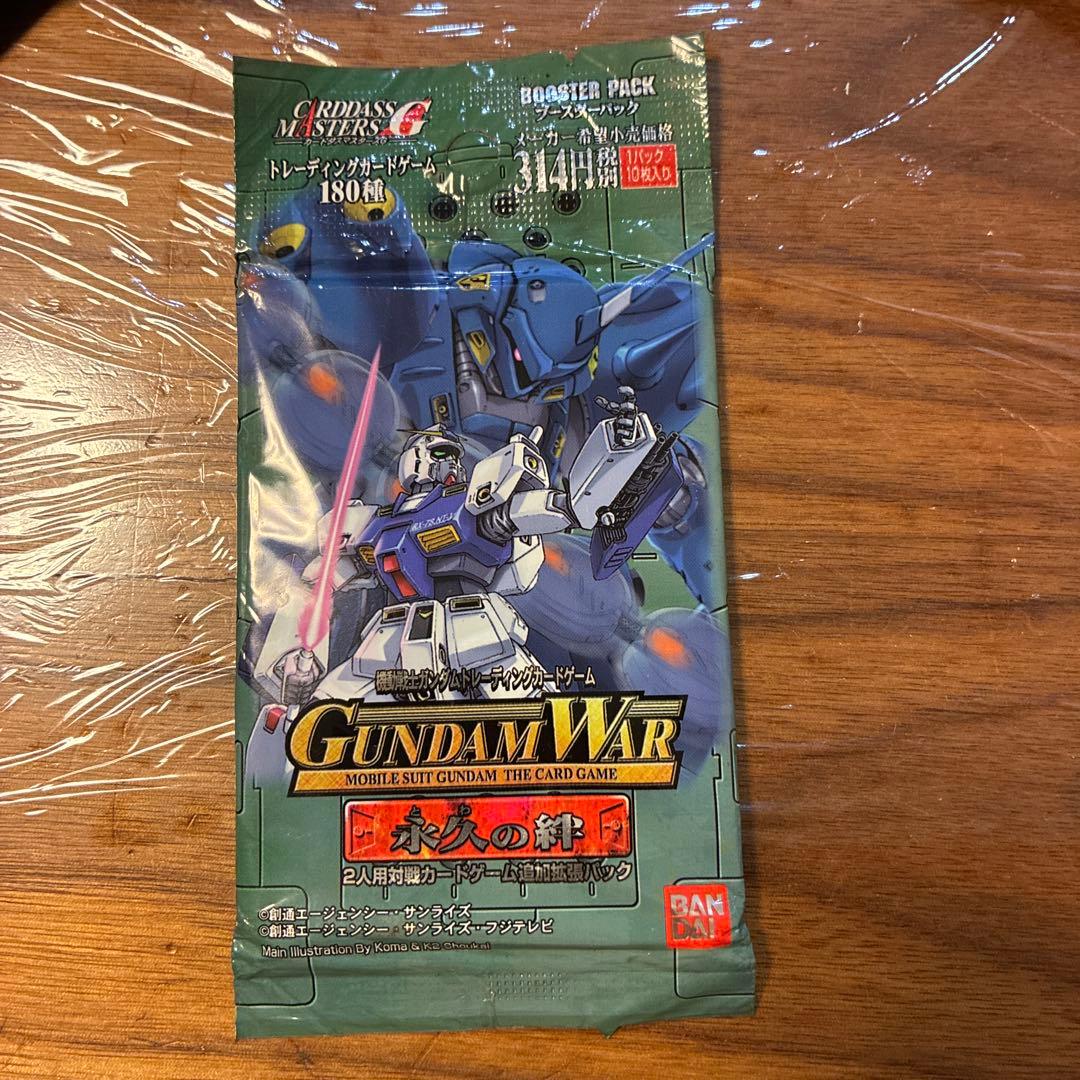 CARDDASS MASTERS G
カードダスマスターズG
トレーディングカードゲーム
180種
BOOSTER PACK
ブースターパック
メーカー希望小売価格
314円税別
1パック
10枚入り
RX-78.NT-1
機動戦士ガンダムトレーディングカードゲーム
GUNDAM WAR
MOBILE SUIT GUNDAM THE CARD GAME
とわ
永久の絆
2人用対戦カードゲーム追加拡張パック
©創通エージェンシー・サンライズ
©創通エージェンシー・サンライズ・フジテレビ
Main Illustration By Koma & K2 Shoukai
BAN
DAI